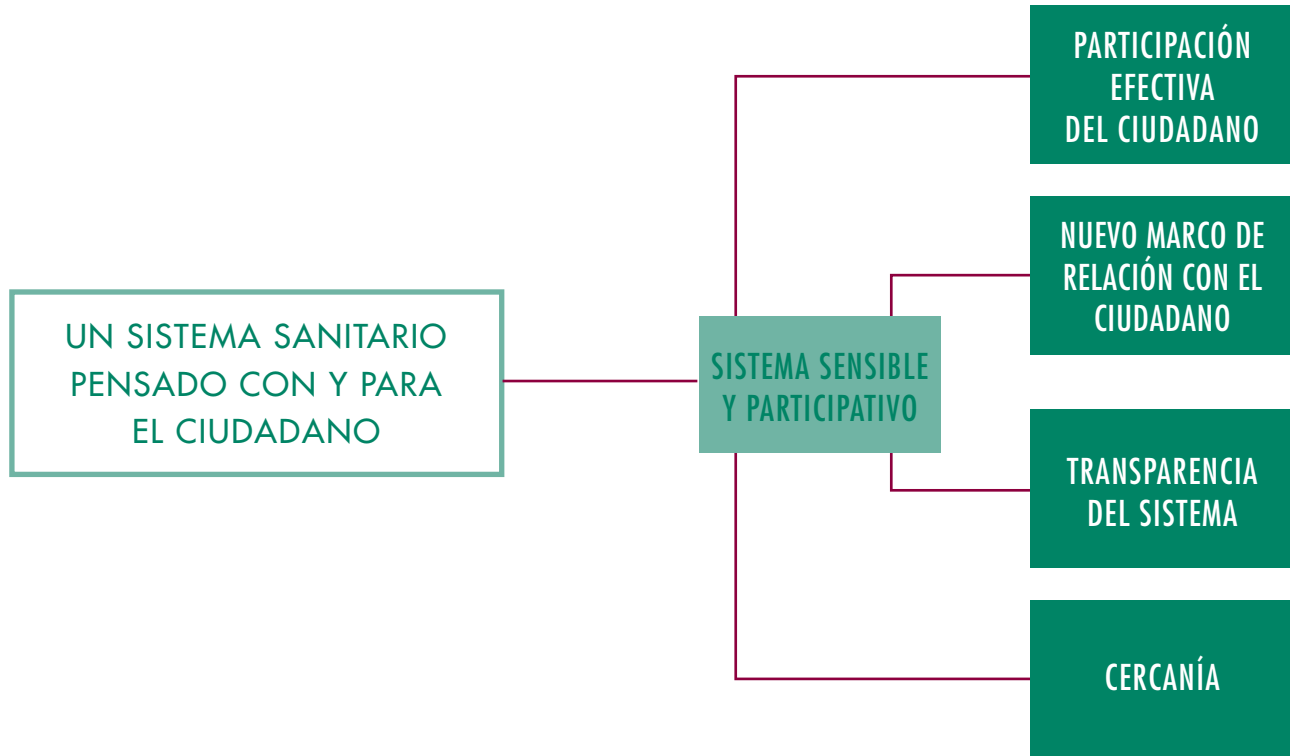 UN SISTEMA SANITARIO
PENSADO CON Y PARA
EL CIUDADANO
SISTEMA SENSIBLE
Y PARTICIPATIVO
PARTICIPACIÓN
EFECTIVA
DEL CIUDADANO
NUEVO MARCO DE
RELACIÓN CON EL
CIUDADANO
TRANSPARENCIA
DEL SISTEMA
CERCANÍA